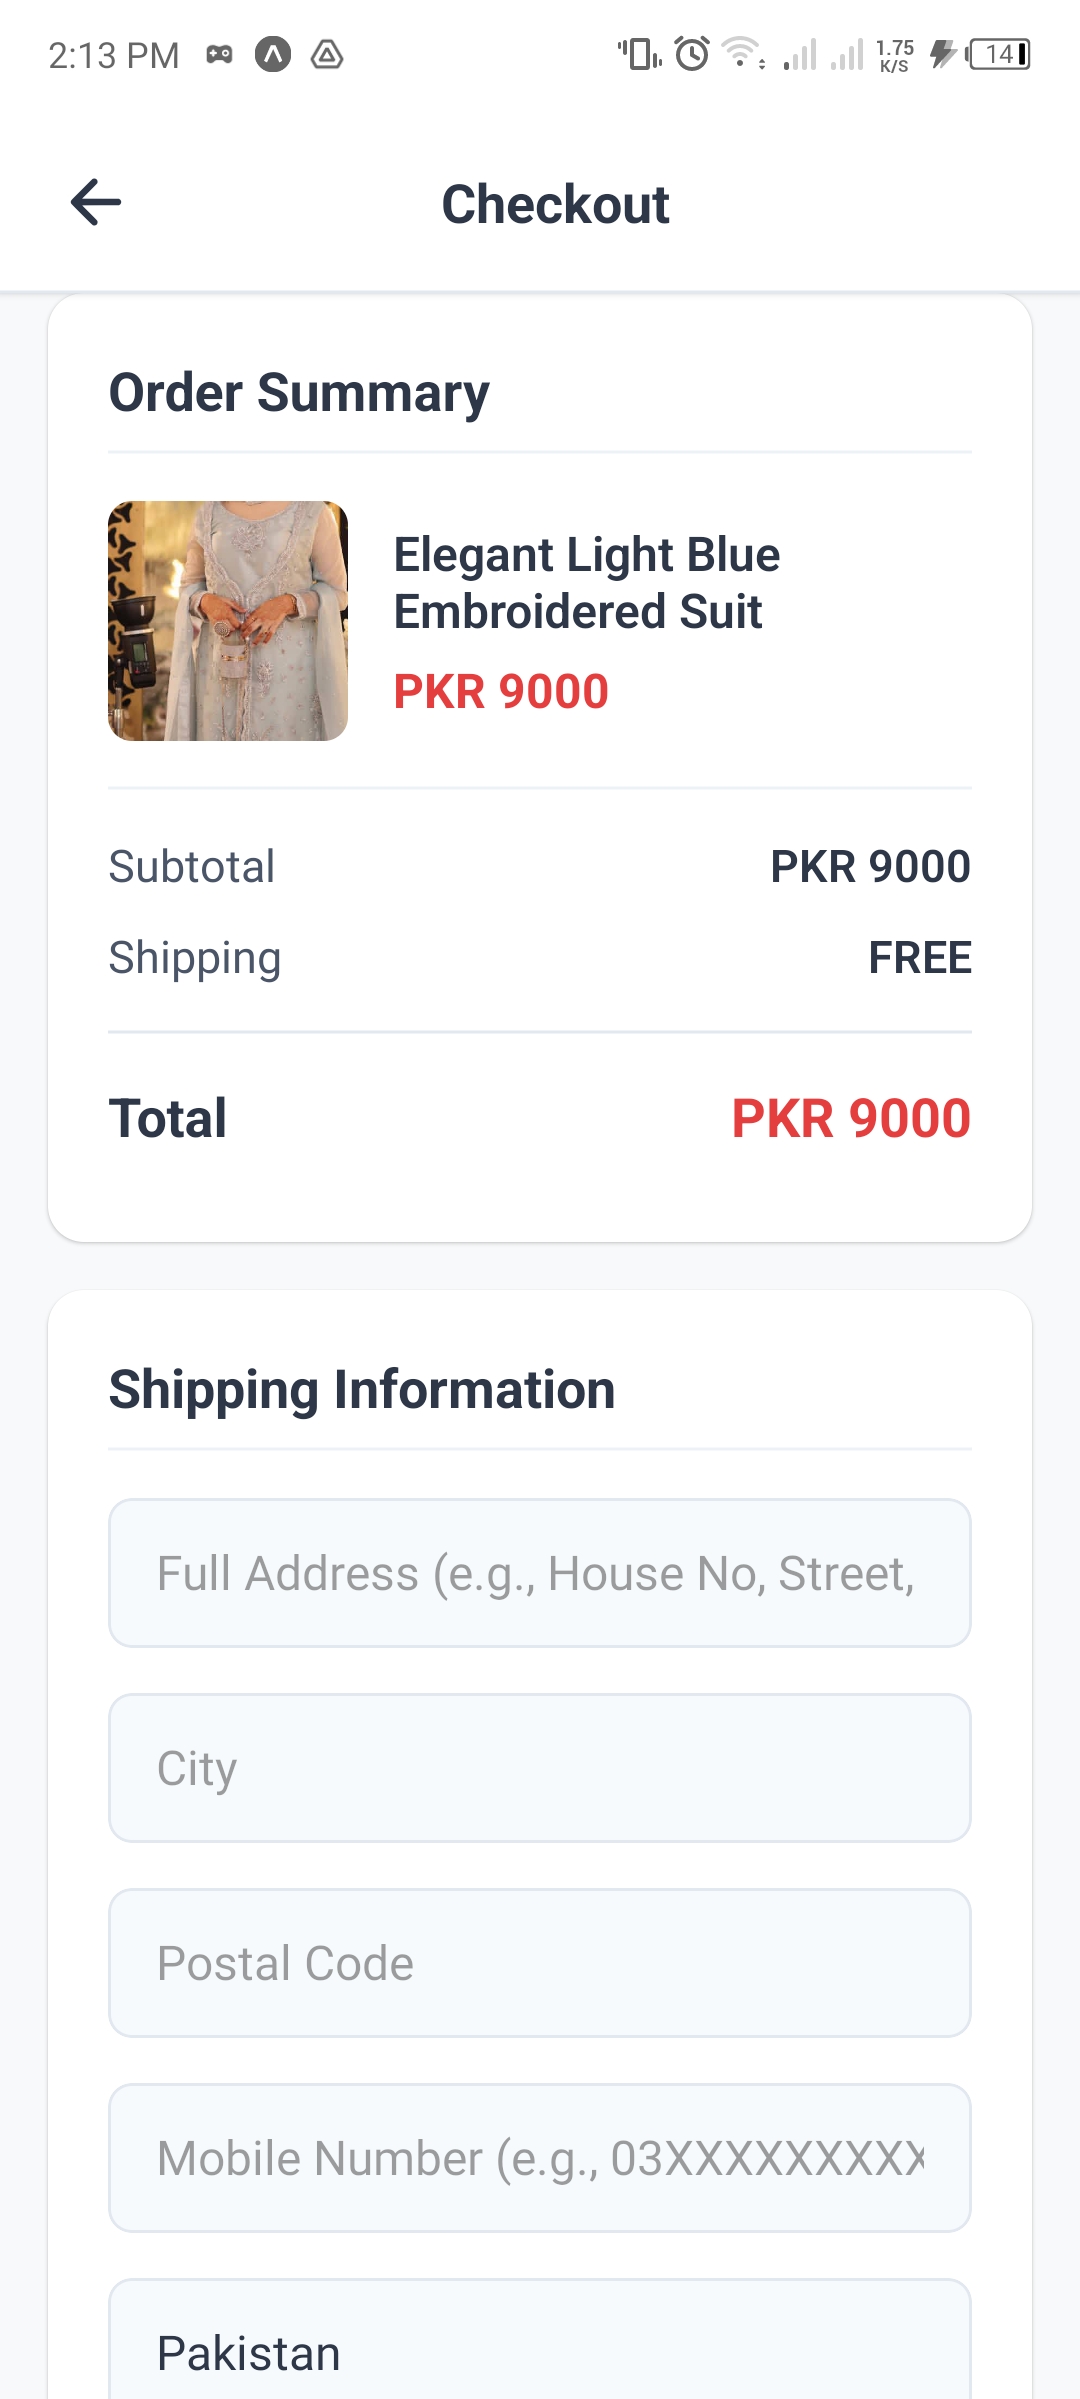 2:13 PM
1.75
K/S
14
Checkout
Order Summary
Elegant Light Blue
Embroidered Suit
PKR 9000
Subtotal PKR 9000
Shipping FREE
Total PKR 9000
Shipping Information
Full Address (e.g., House No, Street,
City
Postal Code
Mobile Number (e.g., 03XXXXXXXXX
Pakistan